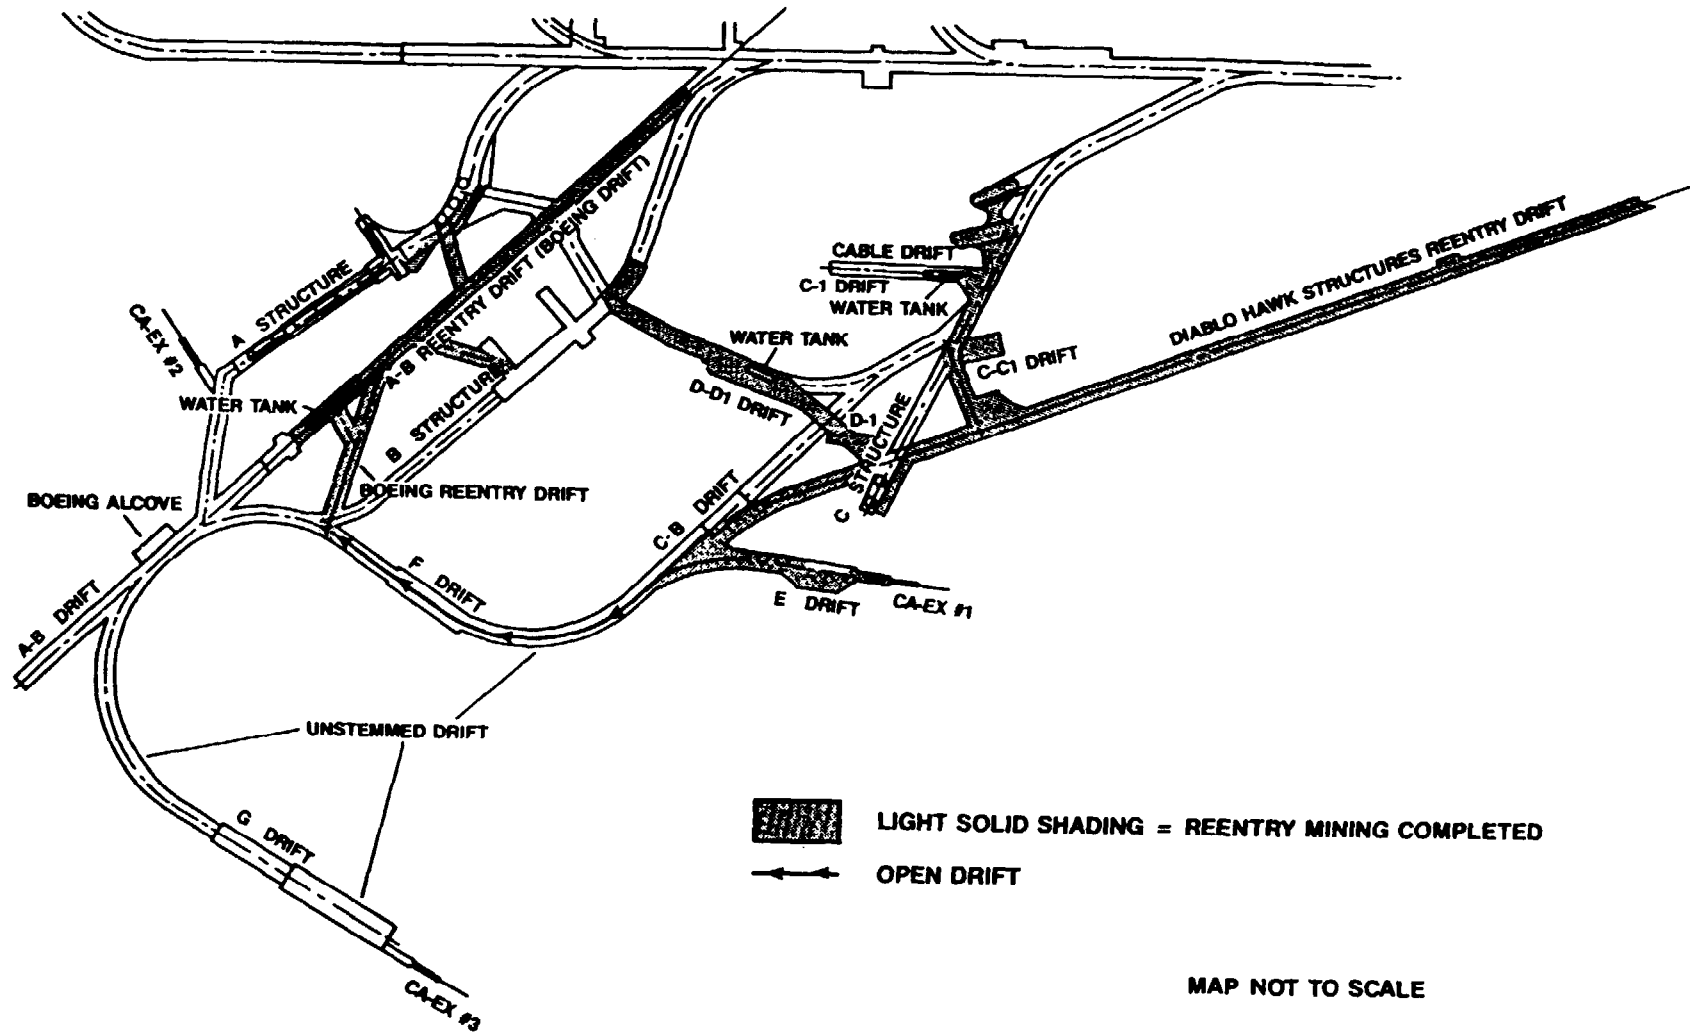 A-B REENTRY DRIFT (BOEING DRIFT)
A STRUCTURE
CA-EX #2
WATER TANK
B STRUCTURE
BOEING REENTRY DRIFT
BOEING ALCOVE
A-B DRIFT
F DRIFT
CABLE DRIFT
C-1 DRIFT
WATER TANK
WATER TANK
D-D1 DRIFT
D-1
C STRUCTURE
C-C1 DRIFT
DIABLO HAWK STRUCTURES REENTRY DRIFT
C-B DRIFT
E DRIFT
CA-EX #1
UNSTEMMED DRIFT
G DRIFT
CA-EX #3
LIGHT SOLID SHADING = REENTRY MINING COMPLETED
OPEN DRIFT
MAP NOT TO SCALE